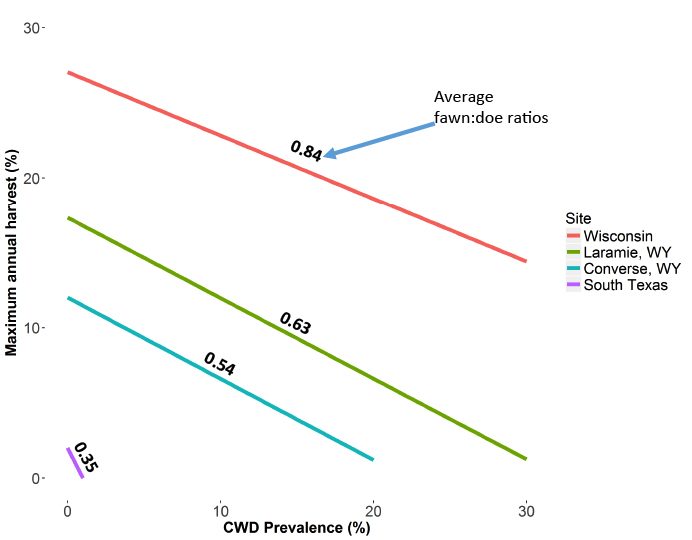 30
Average
fawn:doe ratios
0.84
20
Site
Wisconsin
Laramie, WY
Converse, WY
South Texas
0.63
10
0.54
0.35
0
0 10 20 30
CWD Prevalence (%)
Maximum annual harvest (%)